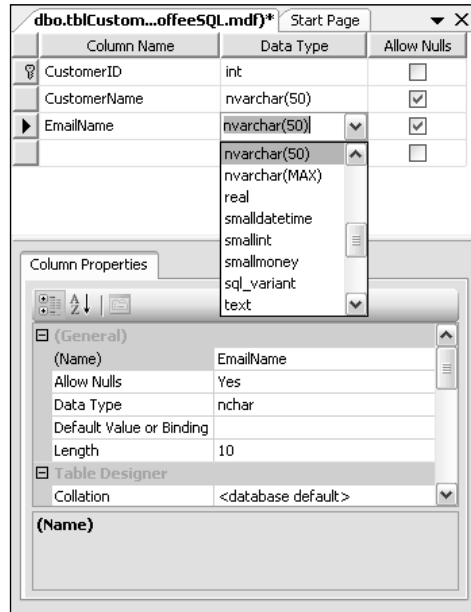 dbo.tblCustom...offeeSQL.mdf)* Start Page
Column Name Data Type Allow Nulls
CustomerID int
CustomerName nvarchar(50)
EmailName nvarchar(50)
nvarchar(50)
nvarchar(MAX)
real
smalldatetime
smallint
smallmoney
sql_variant
text
Column Properties
(General)
(Name) EmailName
Allow Nulls Yes
Data Type nchar
Default Value or Binding
Length 10
Table Designer
Collation <database default>
(Name)